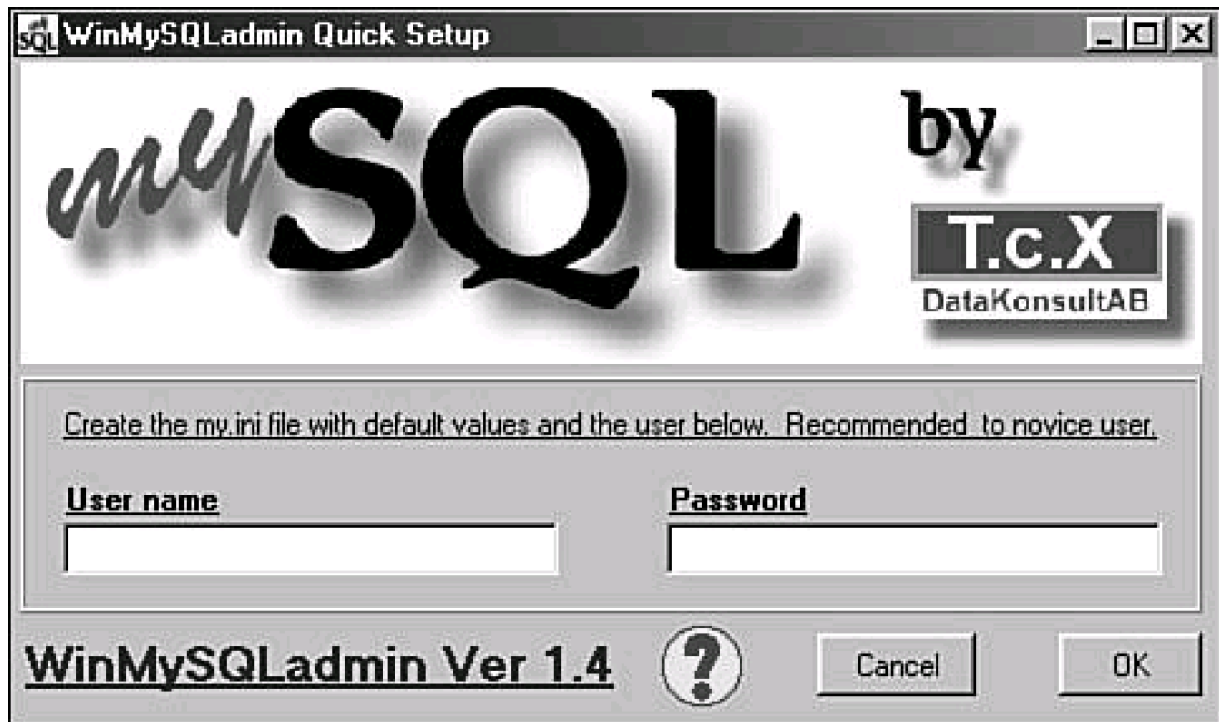 SQL WinMySQLadmin Quick Setup
mySQL by
T.c.X
DataKonsultAB
Create the my.ini file with default values and the user below. Recommended to novice user.
User name Password
WinMySQLadmin Ver 1.4 ? Cancel OK